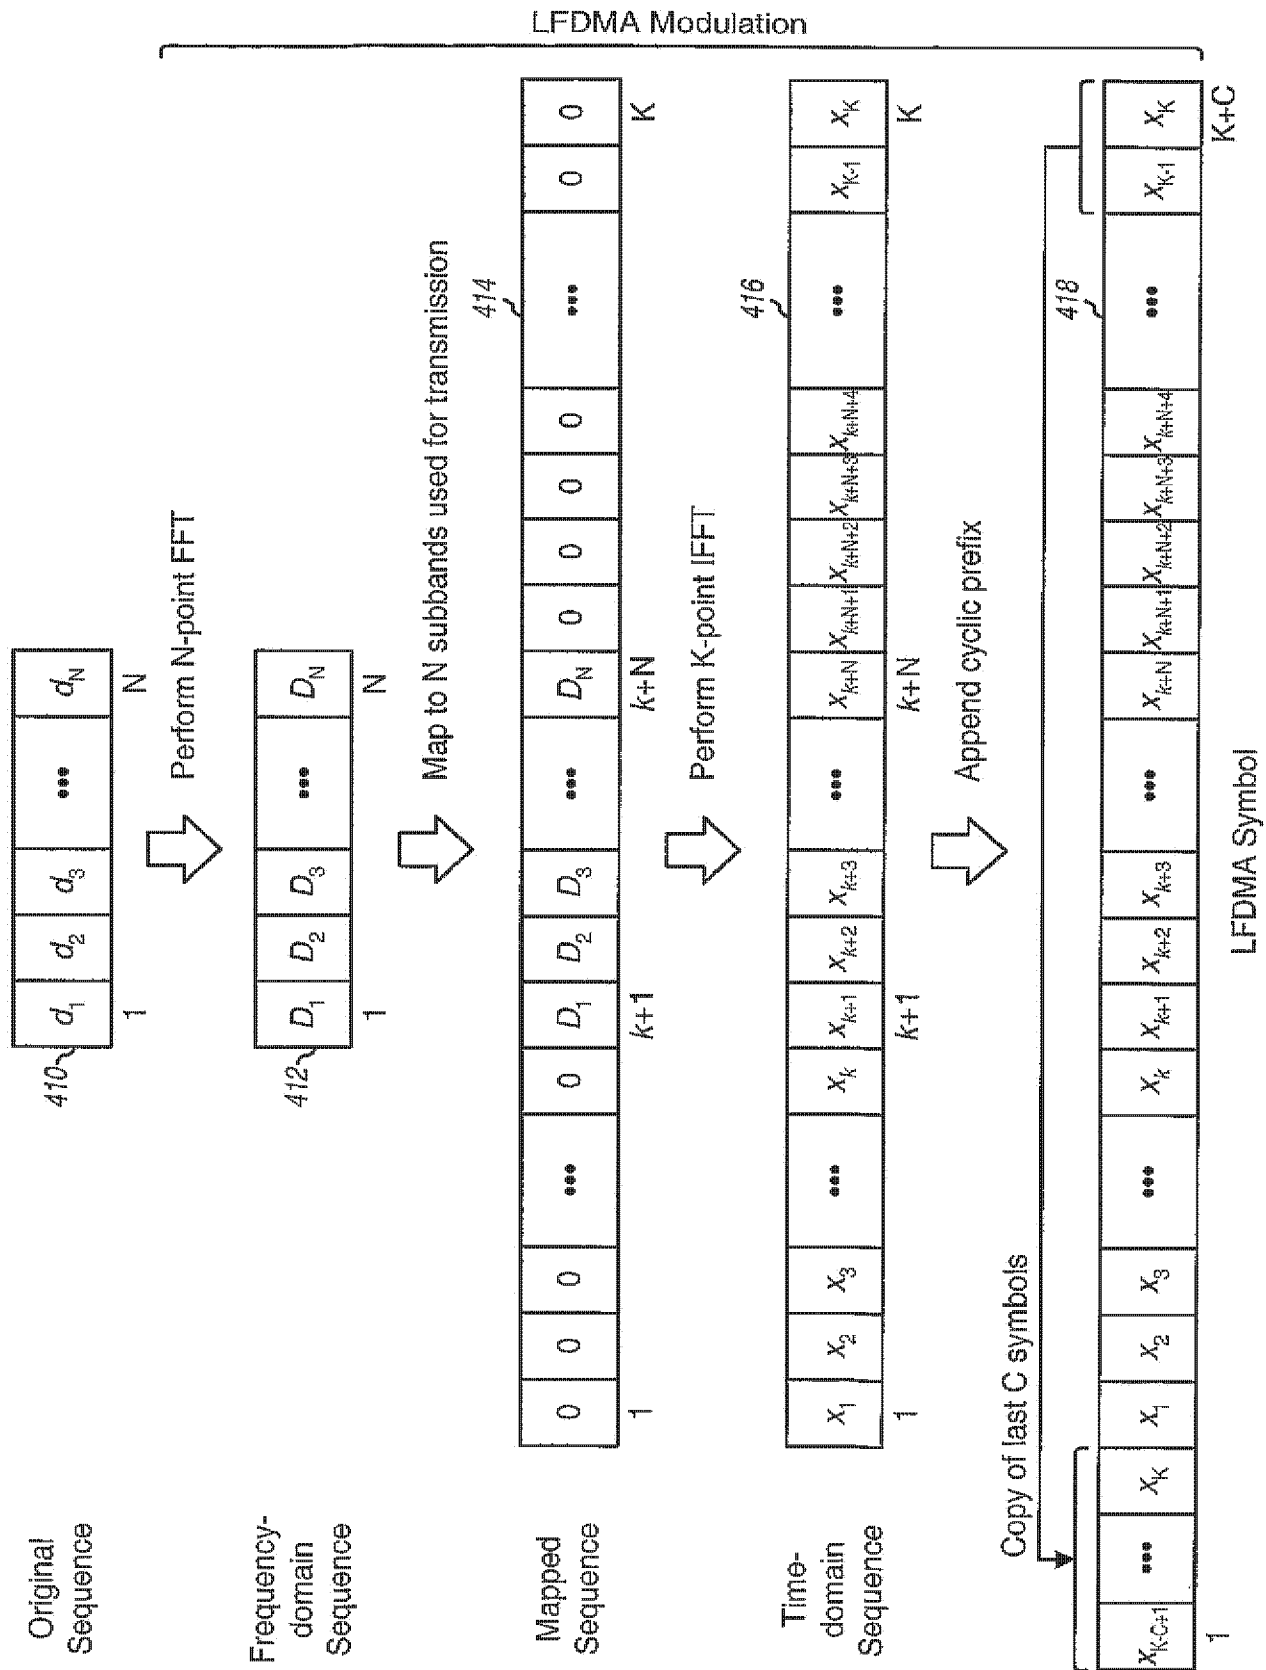 LFDMA Modulation
Original
Sequence
410
d1 d2 d3 ••• dN
1 N
Perform N-point FFT
Frequency-
domain
Sequence
412
D1 D2 D3 ••• DN
1 N
Map to N subbands used for transmission
Mapped
Sequence
414
0 0 0 ••• 0 D1 D2 D3 ••• DN 0 0 0 0 ••• 0 0
1 k+1 k+N K
Perform K-point IFFT
Time-
domain
Sequence
416
x1 x2 x3 ••• xk xk+1 xk+2 xk+3 ••• xk+N xk+N+1 xk+N+2 xk+N+3 xk+N+4 ••• xK-1 xK
1 k+1 k+N K
Append cyclic prefix
Copy of last C symbols
418
xK-C+1 ••• xK x1 x2 x3 ••• xk xk+1 xk+2 xk+3 ••• xk+N xk+N+1 xk+N+2 xk+N+3 xk+N+4 ••• xK-1 xK
1 K+C
LFDMA Symbol